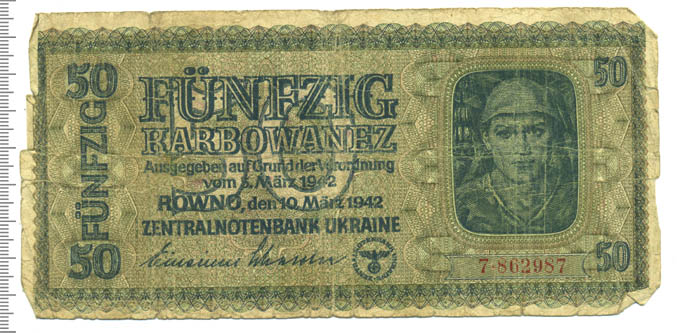 50
FÜNFZIG
50
FÜNFZIG
KARBOWANEZ
Ausgegeben auf Grund der Verordnung
vom 5. März 1942
ROWNO, den 10. März 1942
ZENTRALNOTENBANK UKRAINE
50
7·862987
50